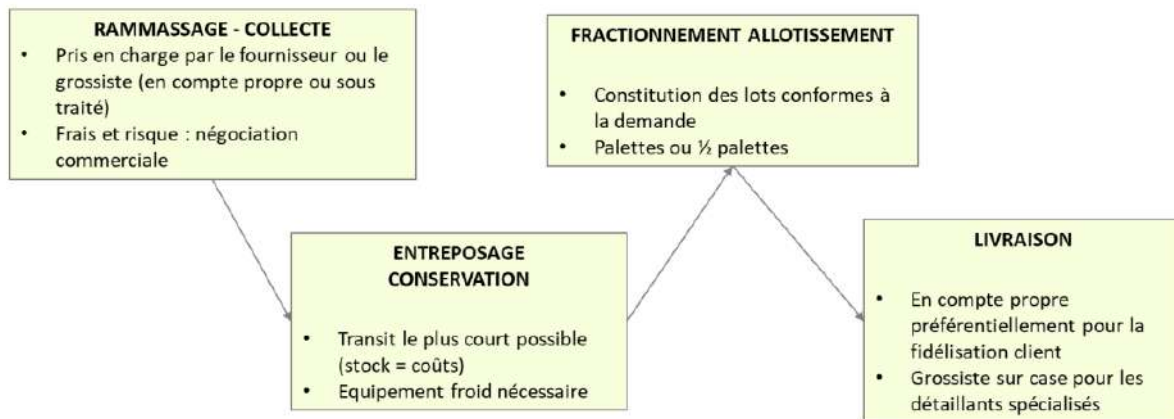 RAMMASSAGE - COLLECTE
• Pris en charge par le fournisseur ou le
grossiste (en compte propre ou sous
traité)
• Frais et risque : négociation
commerciale
ENTREPOSAGE
CONSERVATION
• Transit le plus court possible
(stock = coûts)
• Equipement froid nécessaire
FRACTIONNEMENT ALLOTISSEMENT
• Constitution des lots conformes à
la demande
• Palettes ou ½ palettes
LIVRAISON
• En compte propre
préférentiellement pour la
fidélisation client
• Grossiste sur case pour les
détaillants spécialisés